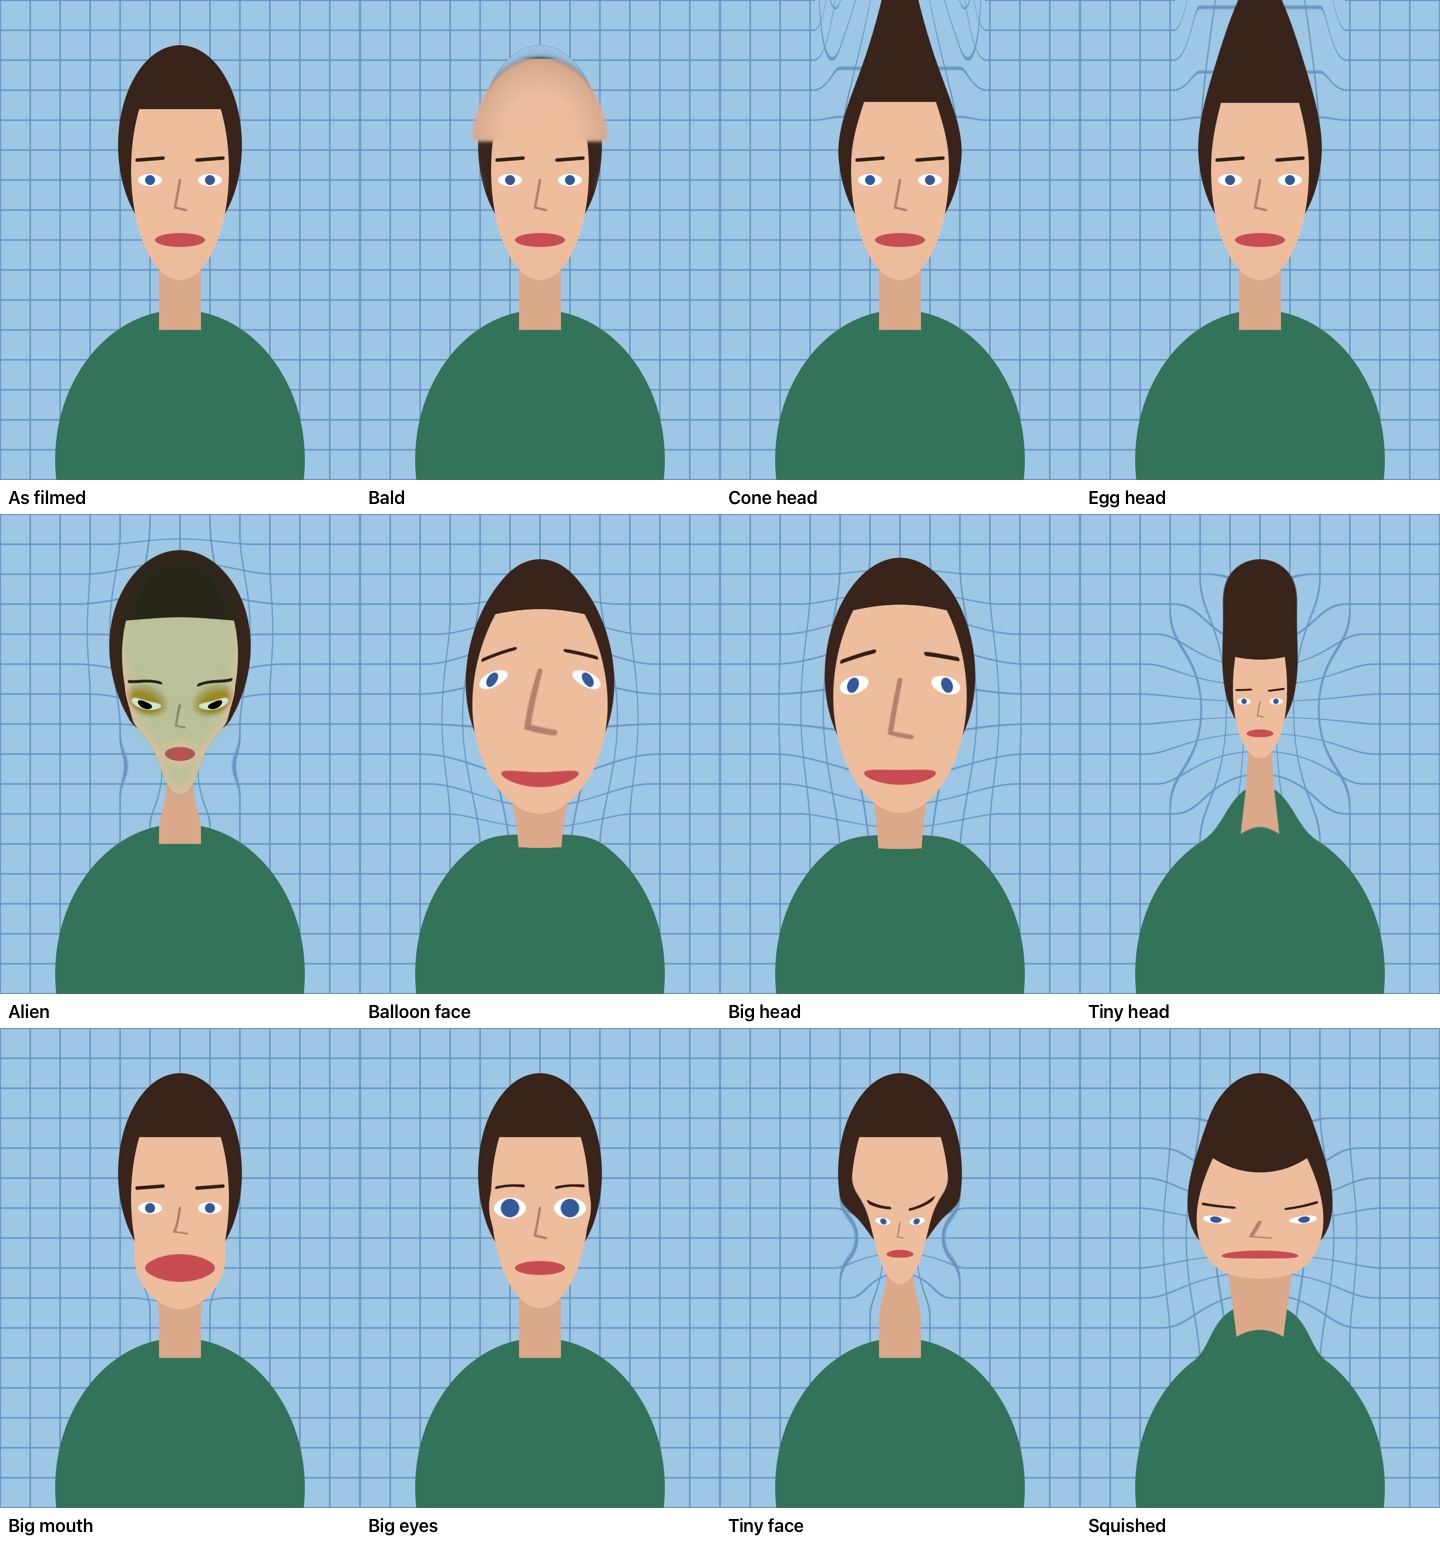 As filmed
Bald
Cone head
Egg head
Alien
Balloon face
Big head
Tiny head
Big mouth
Big eyes
Tiny face
Squished